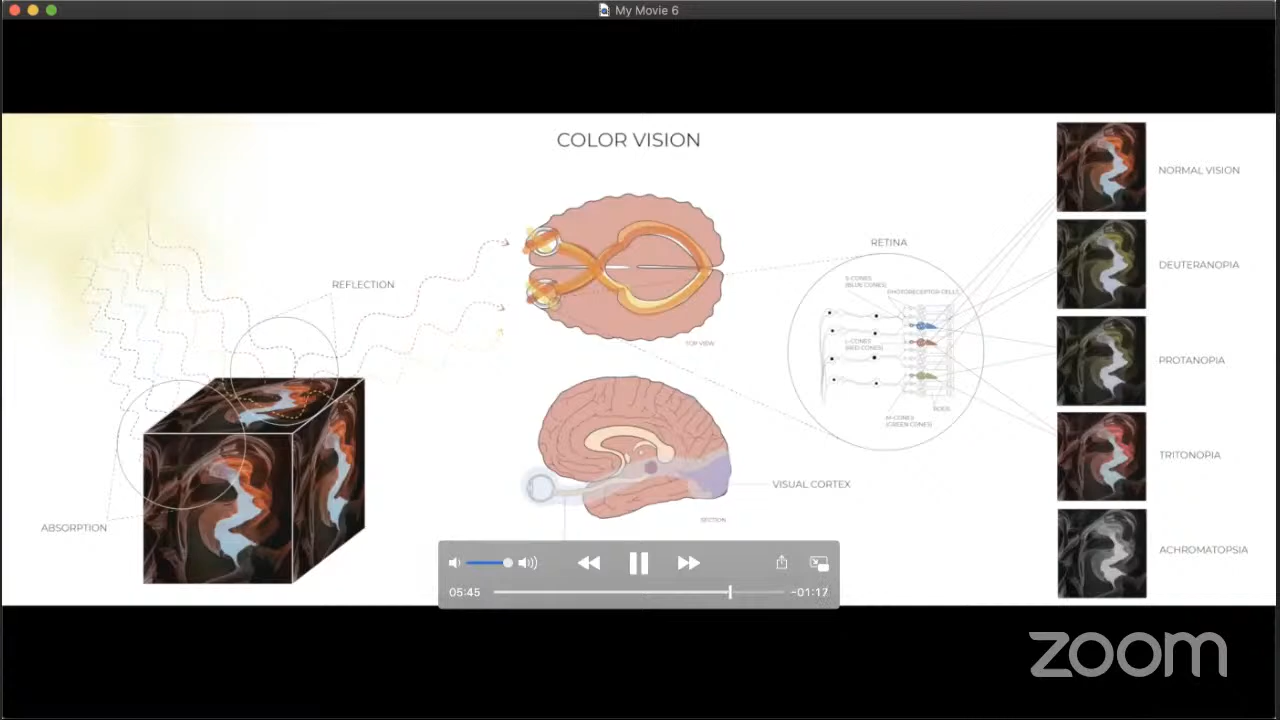 My Movie 6
COLOR VISION
NORMAL VISION
DEUTERANOPIA
PROTANOPIA
TRITONOPIA
ACHROMATOPSIA
REFLECTION
ABSORPTION
TOP VIEW
RETINA
S-CONES
(BLUE CONES)
PHOTORECEPTOR CELLS
L-CONES
(RED CONES)
RODS
M-CONES
(GREEN CONES)
VISUAL CORTEX
SECTION
05:45
-01:17
zoom